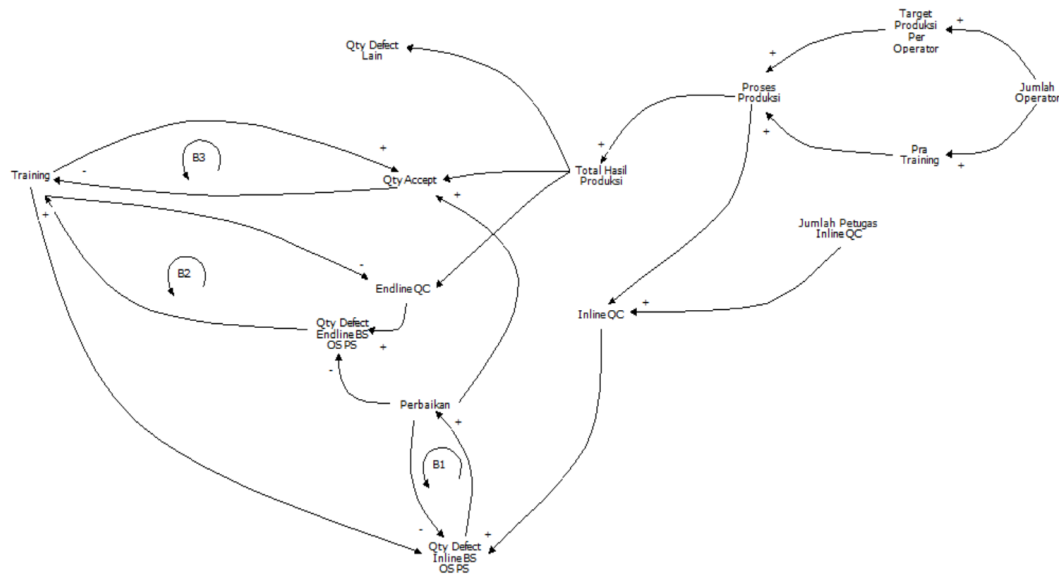 Target
Produksi
Per
Operator
+
+
Qty Defect
Lain
+
Proses
Produksi
Jumlah
Operator
+
+
B3
+
-
Training
Qty Accept
+
+
Total Hasil
Produksi
Pra
Training
+
+
Jumlah Petugas
Inline QC
B2
-
Endline QC
+
Inline QC
Qty Defect
Endline BS
OS PS
+
-
Perbaikan
+
B1
-
+
Qty Defect
Inline BS
OS PS